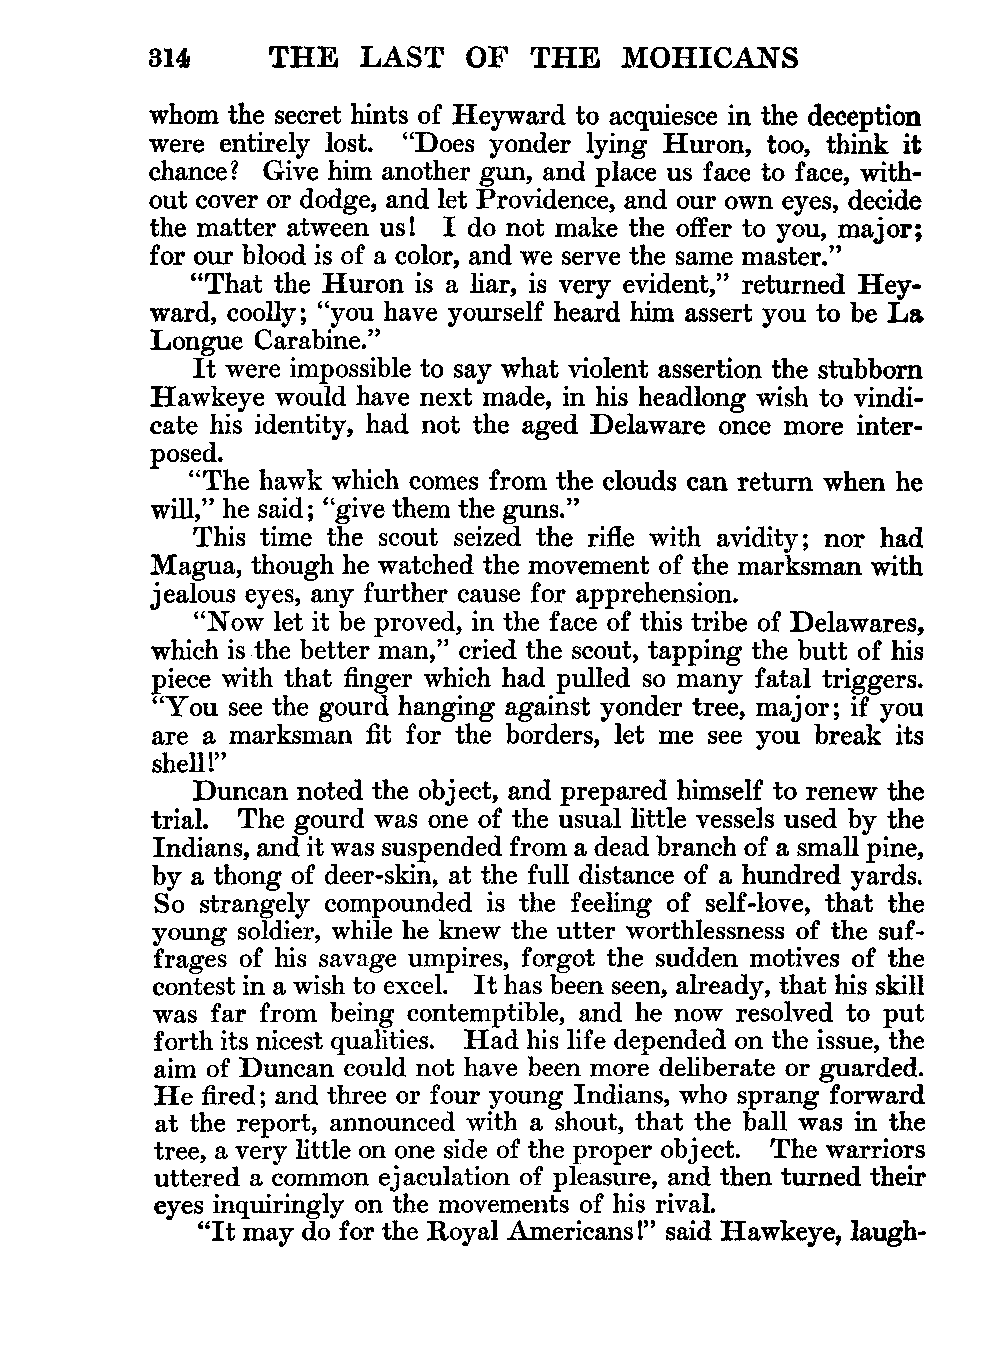 314 THE LAST OF THE MOHICANS
whom the secret hints of Heyward to acquiesce in the deception
were entirely lost. “Does yonder lying Huron, too, think it
chance? Give him another gun, and place us face to face, with-
out cover or dodge, and let Providence, and our own eyes, decide
the matter atween us! I do not make the offer to you, major;
for our blood is of a color, and we serve the same master.”
“That the Huron is a liar, is very evident,” returned Hey-
ward, coolly; “you have yourself heard him assert you to be La
Longue Carabine.”
It were impossible to say what violent assertion the stubborn
Hawkeye would have next made, in his headlong wish to vindi-
cate his identity, had not the aged Delaware once more inter-
posed.
“The hawk which comes from the clouds can return when he
will,” he said; “give them the guns.”
This time the scout seized the rifle with avidity; nor had
Magua, though he watched the movement of the marksman with
jealous eyes, any further cause for apprehension.
“Now let it be proved, in the face of this tribe of Delawares,
which is the better man,” cried the scout, tapping the butt of his
piece with that finger which had pulled so many fatal triggers.
“You see the gourd hanging against yonder tree, major; if you
are a marksman fit for the borders, let me see you break its
shell!”
Duncan noted the object, and prepared himself to renew the
trial. The gourd was one of the usual little vessels used by the
Indians, and it was suspended from a dead branch of a small pine,
by a thong of deer-skin, at the full distance of a hundred yards.
So strangely compounded is the feeling of self-love, that the
young soldier, while he knew the utter worthlessness of the suf-
frages of his savage umpires, forgot the sudden motives of the
contest in a wish to excel. It has been seen, already, that his skill
was far from being contemptible, and he now resolved to put
forth its nicest qualities. Had his life depended on the issue, the
aim of Duncan could not have been more deliberate or guarded.
He fired; and three or four young Indians, who sprang forward
at the report, announced with a shout, that the ball was in the
tree, a very little on one side of the proper object. The warriors
uttered a common ejaculation of pleasure, and then turned their
eyes inquiringly on the movements of his rival.
“It may do for the Royal Americans!” said Hawkeye, laugh-